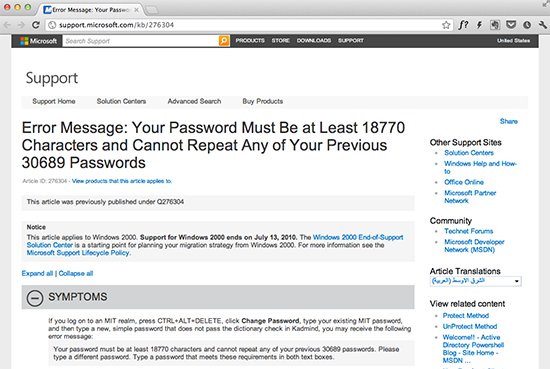 Error Message: Your Passwo
support.microsoft.com/kb/276304
Microsoft
Search Support
PRODUCTS STORE DOWNLOADS SUPPORT
United States
Support
Support Home Solution Centers Advanced Search Buy Products
Share
Error Message: Your Password Must Be at Least 18770
Characters and Cannot Repeat Any of Your Previous
30689 Passwords
Article ID: 276304 - View products that this article applies to.
This article was previously published under Q276304
Notice
This article applies to Windows 2000. Support for Windows 2000 ends on July 13, 2010. The Windows 2000 End-of-Support
Solution Center is a starting point for planning your migration strategy from Windows 2000. For more information see the
Microsoft Support Lifecycle Policy.
Expand all | Collapse all
SYMPTOMS
If you log on to an MIT realm, press CTRL+ALT+DELETE, click Change Password, type your existing MIT password,
and then type a new, simple password that does not pass the dictionary check in Kadmind, you may receive the
following error message:
Your password must be at least 18770 characters and cannot repeat any of your previous 30689 passwords. Please
type a different password. Type a password that meets these requirements in both text boxes.
Other Support Sites
Solution Centers
Windows Help and How-
to
Office Online
Microsoft Partner
Network
Community
Technet Forums
Microsoft Developer
Network (MSDN)
Article Translations
الشرق الأوسط (العربية)
View related content
Protect Method
UnProtect Method
Welcome!! - Active
Directory Powershell
Blog - Site Home -
MSDN